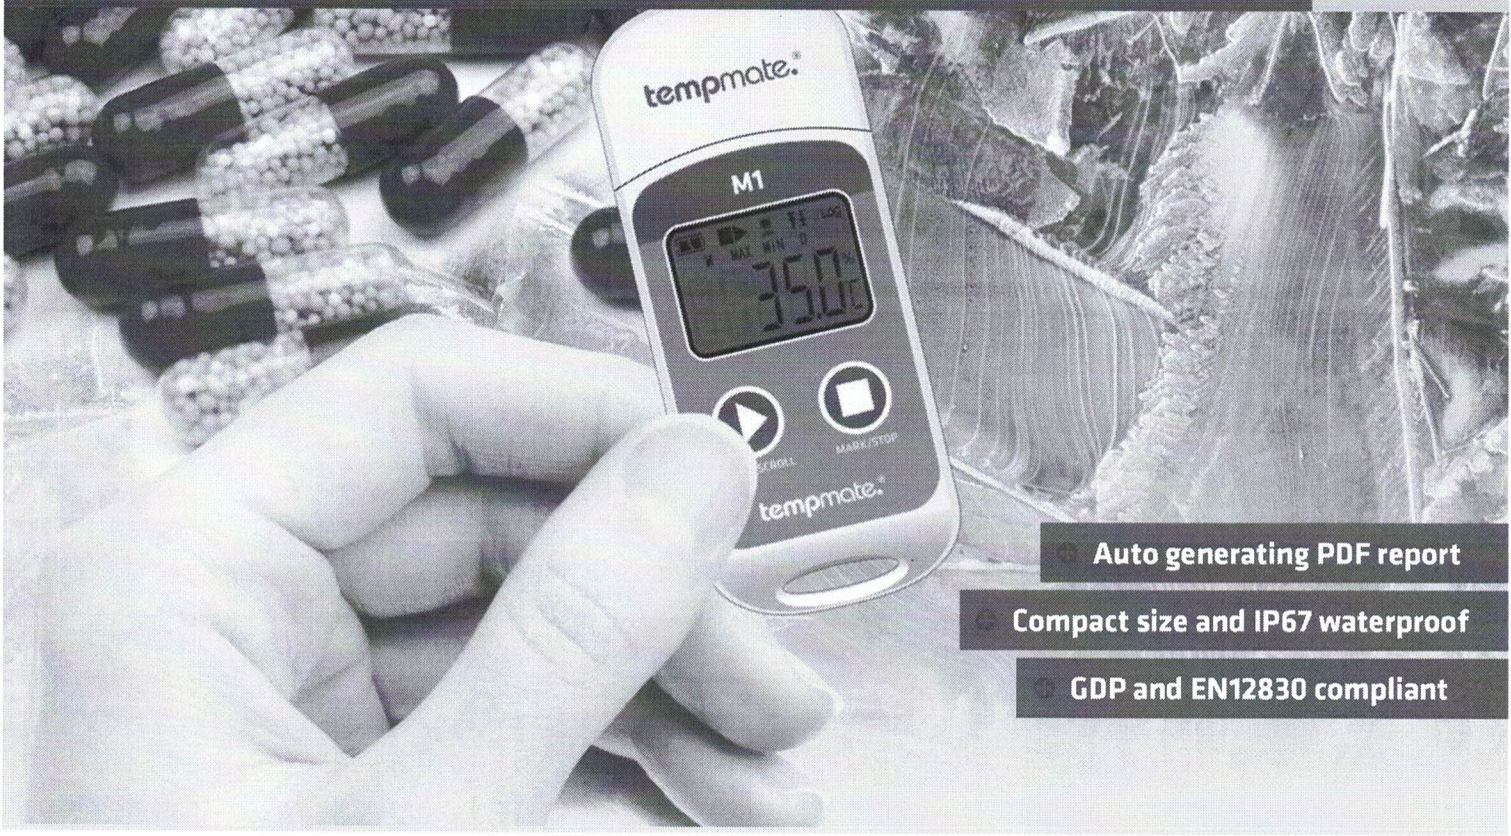 tempmate.®
M1
LOG
MAX MIN
35.0
%
C
MARK/STOP
SCROLL
tempmate.®
Auto generating PDF report
Compact size and IP67 waterproof
GDP and EN12830 compliant